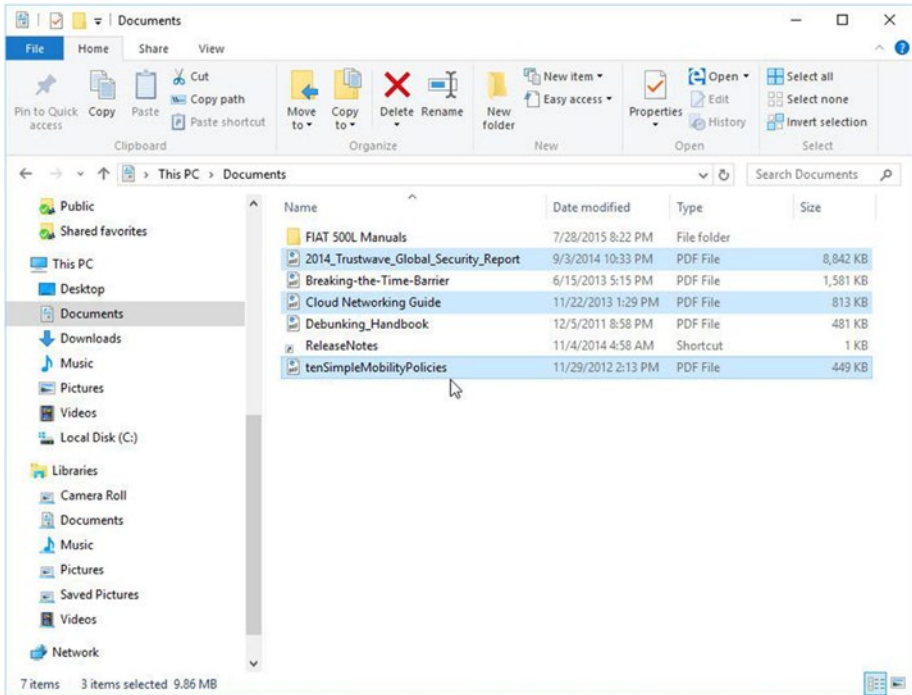 Documents
File Home Share View
Pin to Quick access
Copy
Paste
Cut
Copy path
Paste shortcut
Move to
Copy to
Delete
Rename
New folder
New item
Easy access
Properties
Open
Edit
History
Select all
Select none
Invert selection
Clipboard Organize New Open Select
This PC > Documents
Search Documents
Public
Shared favorites
This PC
Desktop
Documents
Downloads
Music
Pictures
Videos
Local Disk (C:)
Libraries
Camera Roll
Documents
Music
Pictures
Saved Pictures
Videos
Network
Name Date modified Type Size
FIAT 500L Manuals 7/28/2015 8:22 PM File folder
2014_Trustwave_Global_Security_Report 9/3/2014 10:33 PM PDF File 8,842 KB
Breaking-the-Time-Barrier 6/15/2013 5:15 PM PDF File 1,581 KB
Cloud Networking Guide 11/22/2013 1:29 PM PDF File 813 KB
Debunking_Handbook 12/5/2011 8:58 PM PDF File 481 KB
ReleaseNotes 11/4/2014 4:58 AM Shortcut 1 KB
tenSimpleMobilityPolicies 11/29/2012 2:13 PM PDF File 449 KB
7 items 3 items selected 9.86 MB